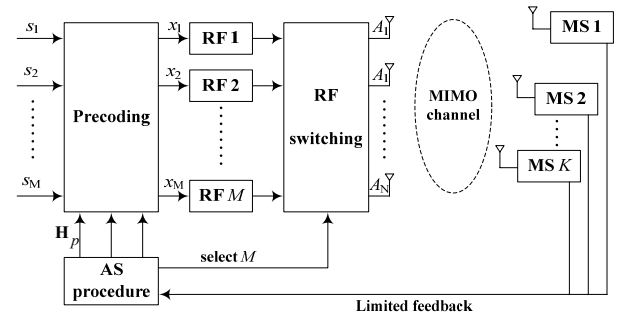 s1
x1
RF 1
A1
MS 1
s2
x2
RF 2
A1
MS 2
Precoding
RF
switching
MIMO
channel
sM
xM
RF M
AN
MS K
Hp
select M
AS
procedure
Limited feedback